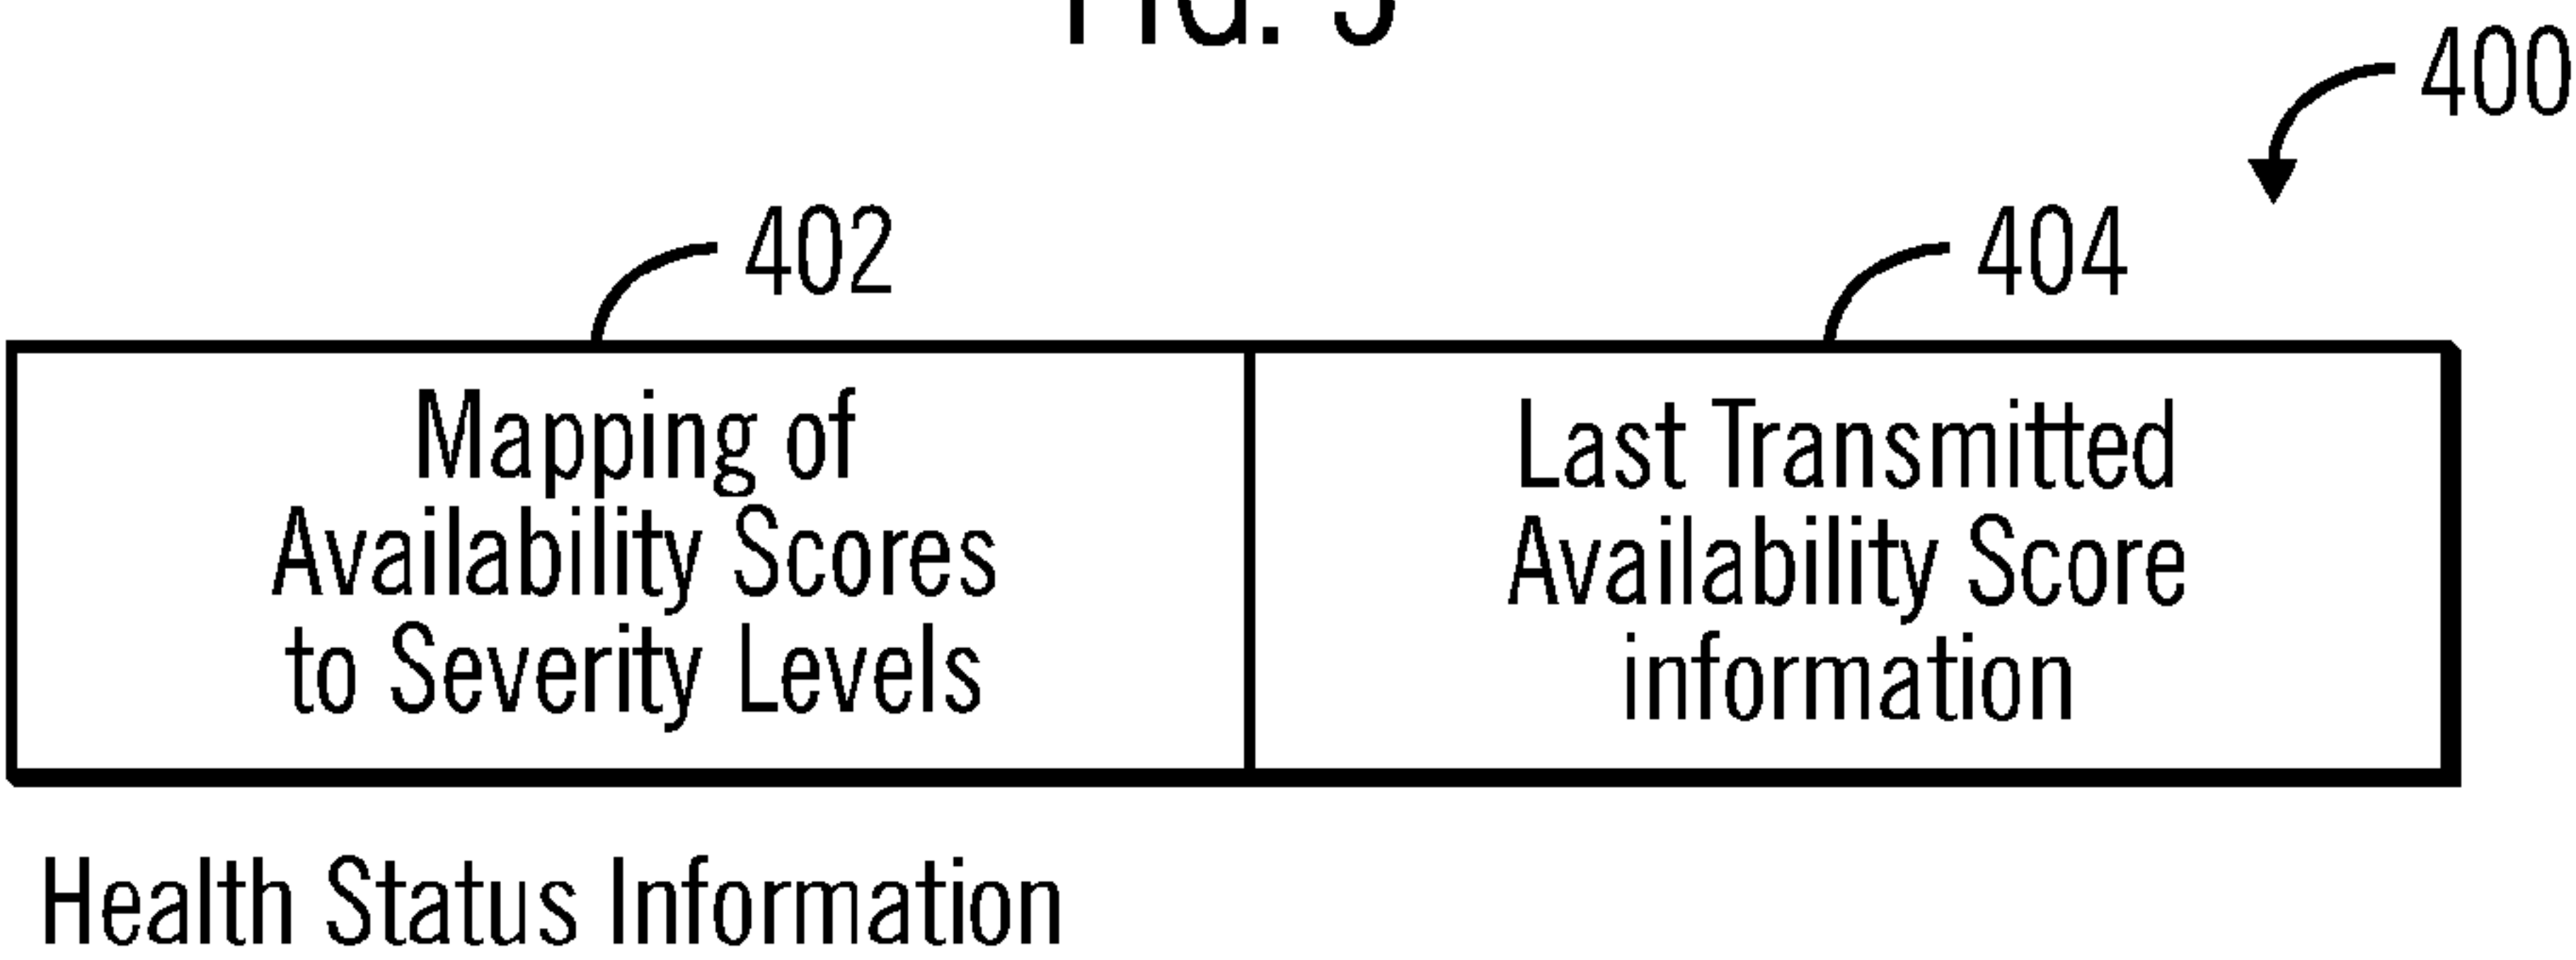 400
402
404
Mapping of
Availability Scores
to Severity Levels
Last Transmitted
Availability Score
information
Health Status Information